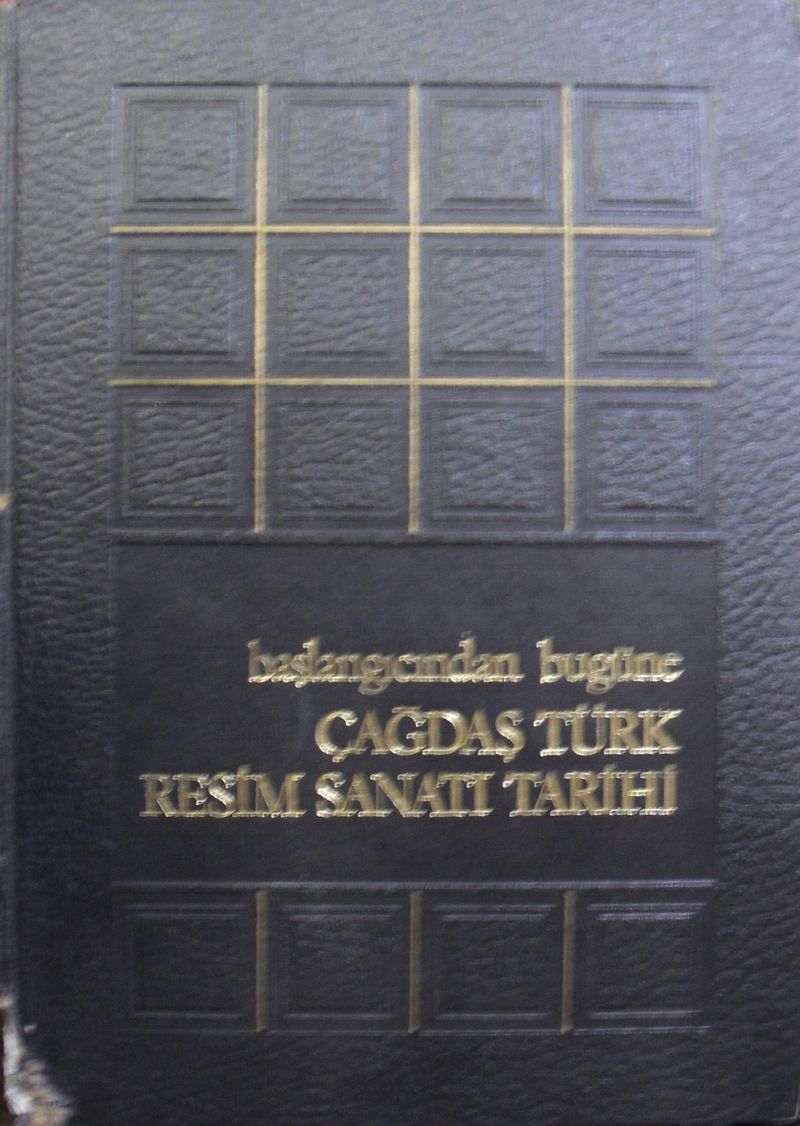 başlangıcından bugüne
ÇAĞDAŞ TÜRK
RESİM SANATI TARİHİ